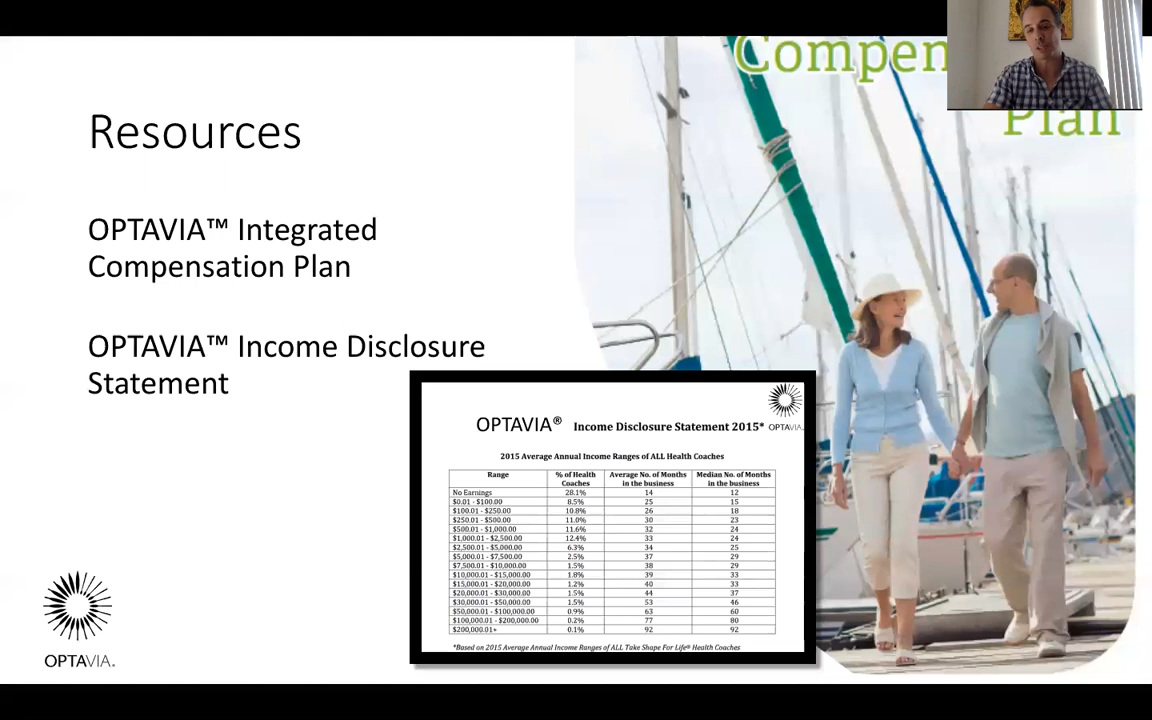 Compen
Plan
Resources
OPTAVIA™ Integrated
Compensation Plan
OPTAVIA™ Income Disclosure
Statement
OPTAVIA® Income Disclosure Statement 2015* OPTAVIA.
2015 Average Annual Income Ranges of ALL Health Coaches
Range % of Health Coaches Average No. of Months in the business Median No. of Months in the business
No Earnings 28.1% 14 12
$0.01 - $100.00 8.5% 25 15
$100.01 - $250.00 10.8% 26 18
$250.01 - $500.00 11.0% 30 23
$500.01 - $1,000.00 11.6% 32 24
$1,000.01 - $2,500.00 12.4% 33 24
$2,500.01 - $5,000.00 6.3% 34 25
$5,000.01 - $7,500.00 2.5% 37 29
$7,500.01 - $10,000.00 1.5% 38 29
$10,000.01 - $15,000.00 1.8% 39 33
$15,000.01 - $20,000.00 1.2% 40 33
$20,000.01 - $30,000.00 1.5% 44 37
$30,000.01 - $50,000.00 1.5% 53 46
$50,000.01 - $100,000.00 0.9% 63 60
$100,000.01 - $200,000.00 0.2% 77 80
$200,000.01+ 0.1% 92 92
*Based on 2015 Average Annual Income Ranges of ALL Take Shape For Life® Health Coaches
OPTAVIA.